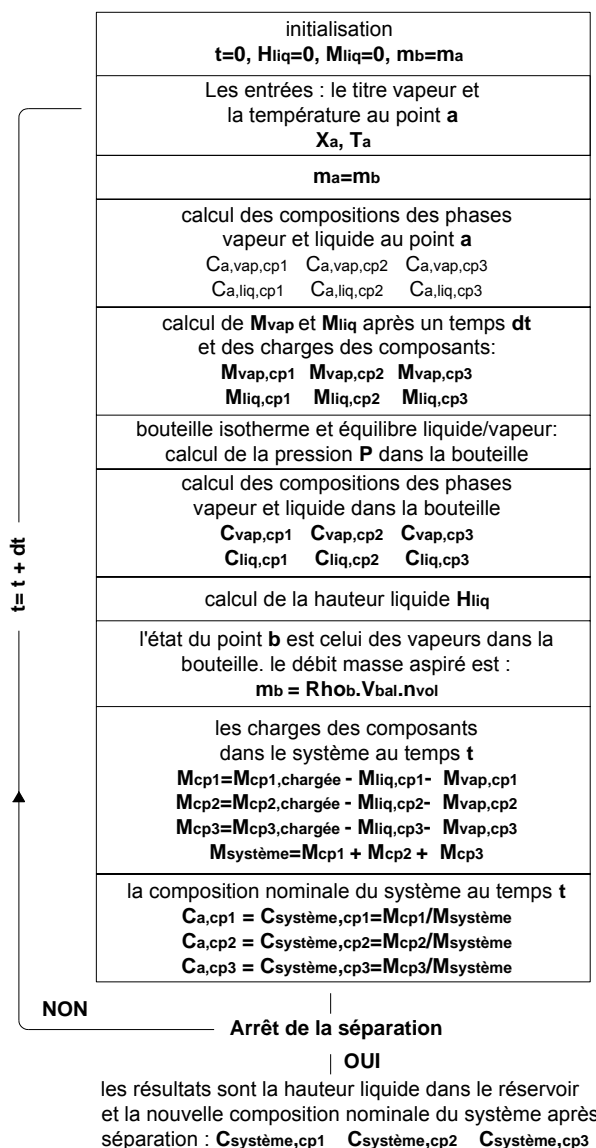 initialisation
t=0, Hliq=0, Mliq=0, mb=ma
Les entrées : le titre vapeur et
la température au point a
Xa, Ta
ma=mb
calcul des compositions des phases
vapeur et liquide au point a
Ca,vap,cp1 Ca,vap,cp2 Ca,vap,cp3
Ca,liq,cp1 Ca,liq,cp2 Ca,liq,cp3
calcul de Mvap et Mliq après un temps dt
et des charges des composants:
Mvap,cp1 Mvap,cp2 Mvap,cp3
Mliq,cp1 Mliq,cp2 Mliq,cp3
bouteille isotherme et équilibre liquide/vapeur:
calcul de la pression P dans la bouteille
calcul des compositions des phases
vapeur et liquide dans la bouteille
Cvap,cp1 Cvap,cp2 Cvap,cp3
Cliq,cp1 Cliq,cp2 Cliq,cp3
calcul de la hauteur liquide Hliq
l'état du point b est celui des vapeurs dans la
bouteille. le débit masse aspiré est :
mb = Rhob.Vbal.nvol
les charges des composants
dans le système au temps t
Mcp1=Mcp1,chargée - Mliq,cp1- Mvap,cp1
Mcp2=Mcp2,chargée - Mliq,cp2- Mvap,cp2
Mcp3=Mcp3,chargée - Mliq,cp3- Mvap,cp3
Msystème=Mcp1 + Mcp2 + Mcp3
la composition nominale du système au temps t
Ca,cp1 = Csystème,cp1=Mcp1/Msystème
Ca,cp2 = Csystème,cp2=Mcp2/Msystème
Ca,cp3 = Csystème,cp3=Mcp3/Msystème
t= t + dt
NON
Arrêt de la séparation
OUI
les résultats sont la hauteur liquide dans le réservoir
et la nouvelle composition nominale du système après
séparation : Csystème,cp1 Csystème,cp2 Csystème,cp3